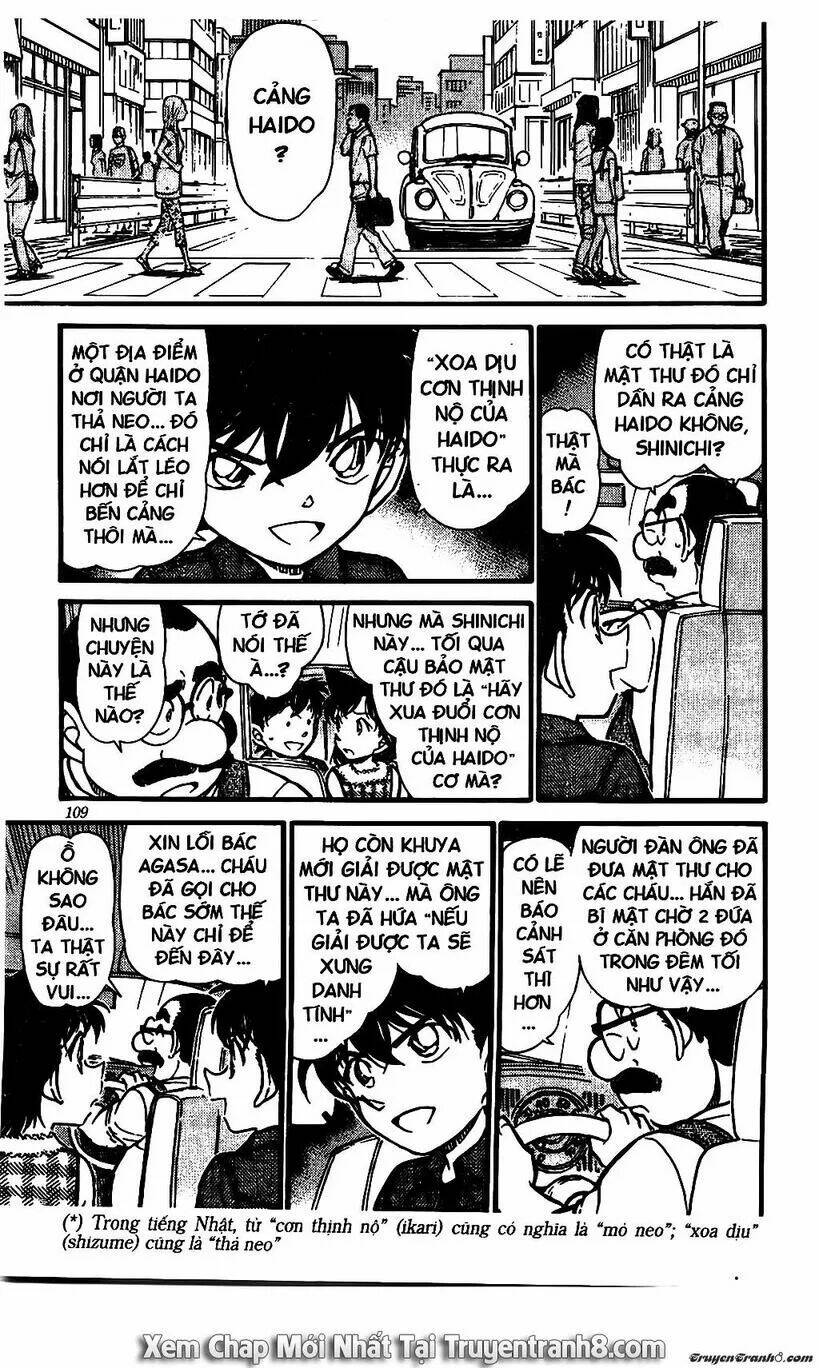 CẢNG
HAIDO
?
CÓ THẬT LÀ
MẬT THƯ ĐÓ CHỈ
DẪN RA CẢNG
HAIDO KHÔNG,
SHINICHI?
THẬT
MÀ
BÁC
!
"XOA DỊU
CƠN THỊNH
NỘ CỦA
HAIDO"
THỰC RA
LÀ...
MỘT ĐỊA ĐIỂM
Ở QUẬN HAIDO
NƠI NGƯỜI TA
THẢ NEO... ĐÓ
CHỈ LÀ CÁCH
NÓI LẮT LÉO
HƠN ĐỂ CHỈ
BẾN CẢNG
THÔI MÀ...
NHƯNG MÀ SHINICHI
NÀY... TỐI QUA
CẬU BẢO MẬT
THƯ ĐÓ LÀ "HÃY
XUA ĐUỔI CƠN
THỊNH NỘ
CỦA HAIDO"
CƠ MÀ?
TỚ ĐÃ
NÓI THẾ
À...?
NHƯNG
CHUYỆN
NÀY LÀ
THẾ
NÀO?
109
NGƯỜI ĐÀN ÔNG ĐÃ
ĐƯA MẬT THƯ CHO
CÁC CHÁU... HẮN ĐÃ
BÍ MẬT CHỜ 2 ĐỨA
Ở CĂN PHÒNG ĐÓ
TRONG ĐÊM TỐI
NHƯ VẬY...
CÓ LẼ
NÊN
BÁO
CẢNH
SÁT
THÌ
HƠN
...
HỌ CÒN KHUYA
MỚI GIẢI ĐƯỢC MẬT
THƯ NÀY... MÀ ÔNG
TA ĐÃ HỨA "NẾU
GIẢI ĐƯỢC TA SẼ
XƯNG
DANH
TÍNH"
...
XIN LỖI BÁC
AGASA... CHÁU
ĐÃ GỌI CHO
BÁC SỚM THẾ
NÀY CHỈ ĐỂ
ĐẾN ĐÂY...
Ồ
KHÔNG
SAO
ĐÂU...
TA THẬT
SỰ RẤT
VUI...
(*) Trong tiếng Nhật, từ "cơn thịnh nộ" (ikari) cũng có nghĩa là "mỏ neo"; "xoa dịu"
(shizume) cũng là "thả neo"
Xem Chap Mới Nhất Tại Truyentranh8.com
TruyenTranh8.com